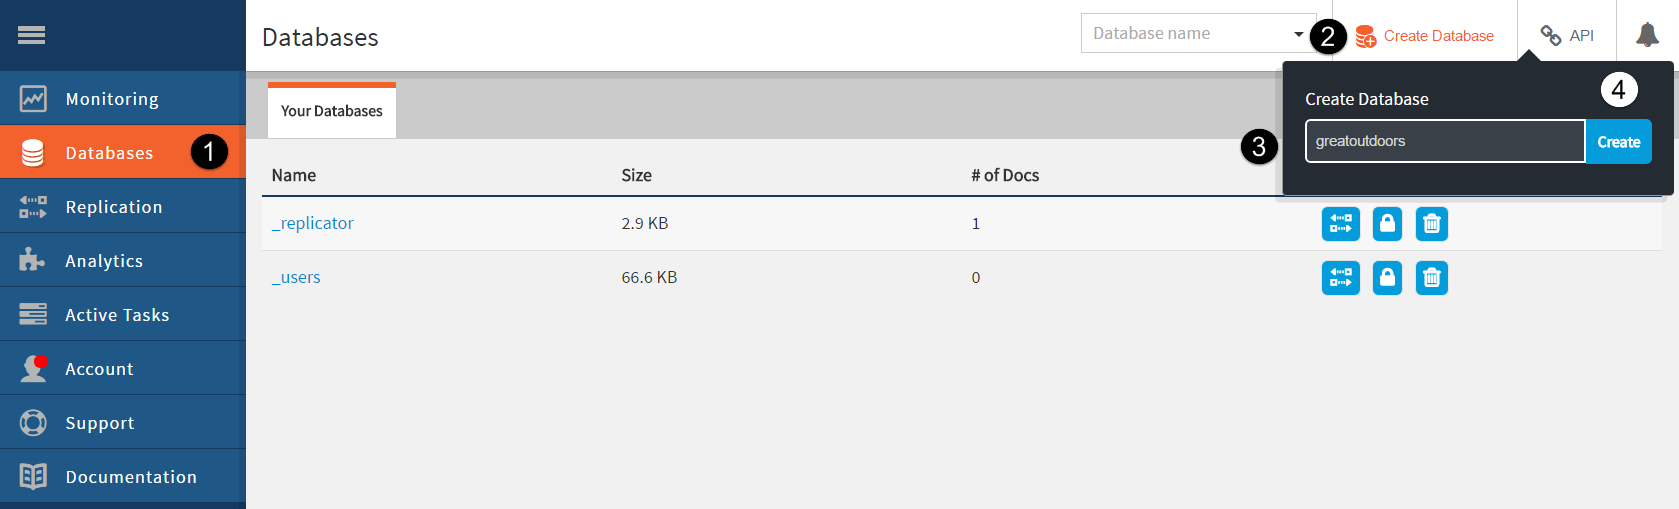 Databases
Database name
2
Create Database
API
Monitoring
Databases
1
Replication
Analytics
Active Tasks
Account
Support
Documentation
Your Databases
Create Database
4
3
greatoutdoors
Create
Name Size # of Docs
_replicator 2.9 KB 1
_users 66.6 KB 0